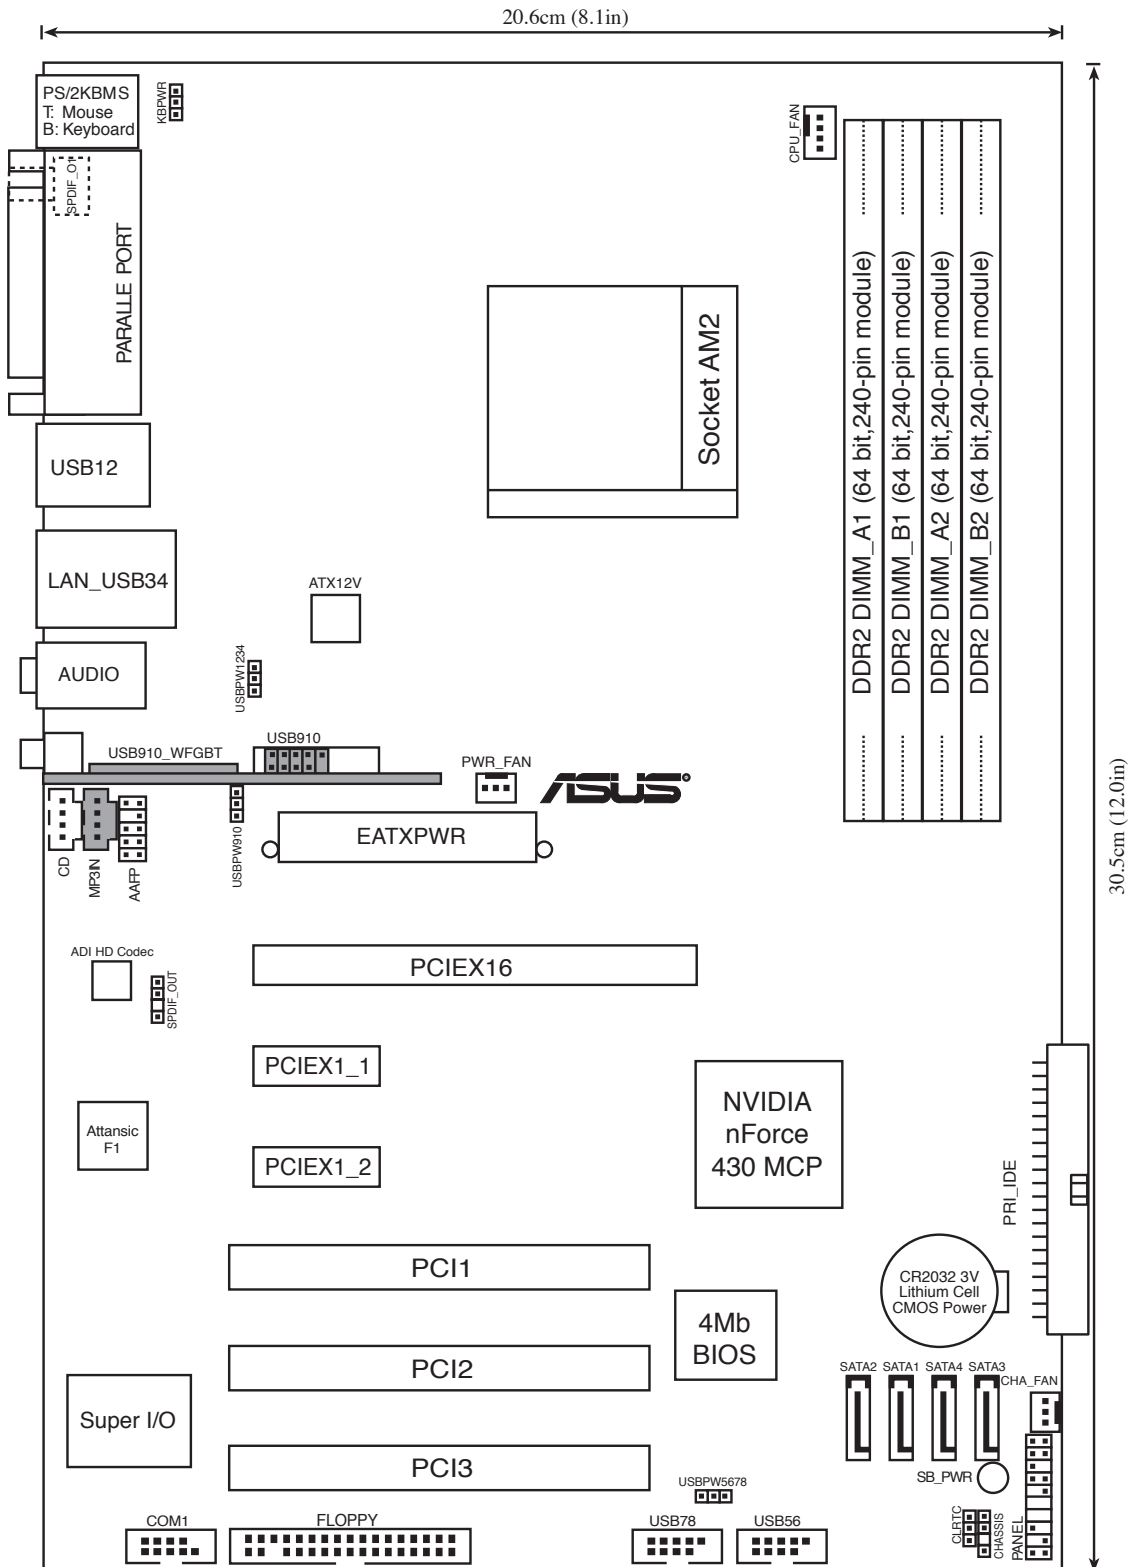 20.6cm (8.1in)
PS/2KBMS
T: Mouse
B: Keyboard
KBPWR
CPU_FAN
SPDIF_O1
PARALLE PORT
Socket AM2
DDR2 DIMM_A1 (64 bit,240-pin module)
DDR2 DIMM_B1 (64 bit,240-pin module)
DDR2 DIMM_A2 (64 bit,240-pin module)
DDR2 DIMM_B2 (64 bit,240-pin module)
USB12
LAN_USB34
ATX12V
AUDIO
USBPW1234
USB910_WFGBT
USB910
PWR_FAN
ASUS
30.5cm (12.0in)
CD
MP3IN
AAFP
USBPW910
EATXPWR
ADI HD Codec
SPDIF_OUT
PCIEX16
PCIEX1_1
Attansic
F1
PCIEX1_2
NVIDIA
nForce
430 MCP
PRI_IDE
PCI1
CR2032 3V
Lithium Cell
CMOS Power
4Mb
BIOS
PCI2
SATA2
SATA1
SATA4
SATA3
CHA_FAN
Super I/O
PCI3
SB_PWR
USBPW5678
COM1
FLOPPY
USB78
USB56
CLRTC
CHASSIS
PANEL